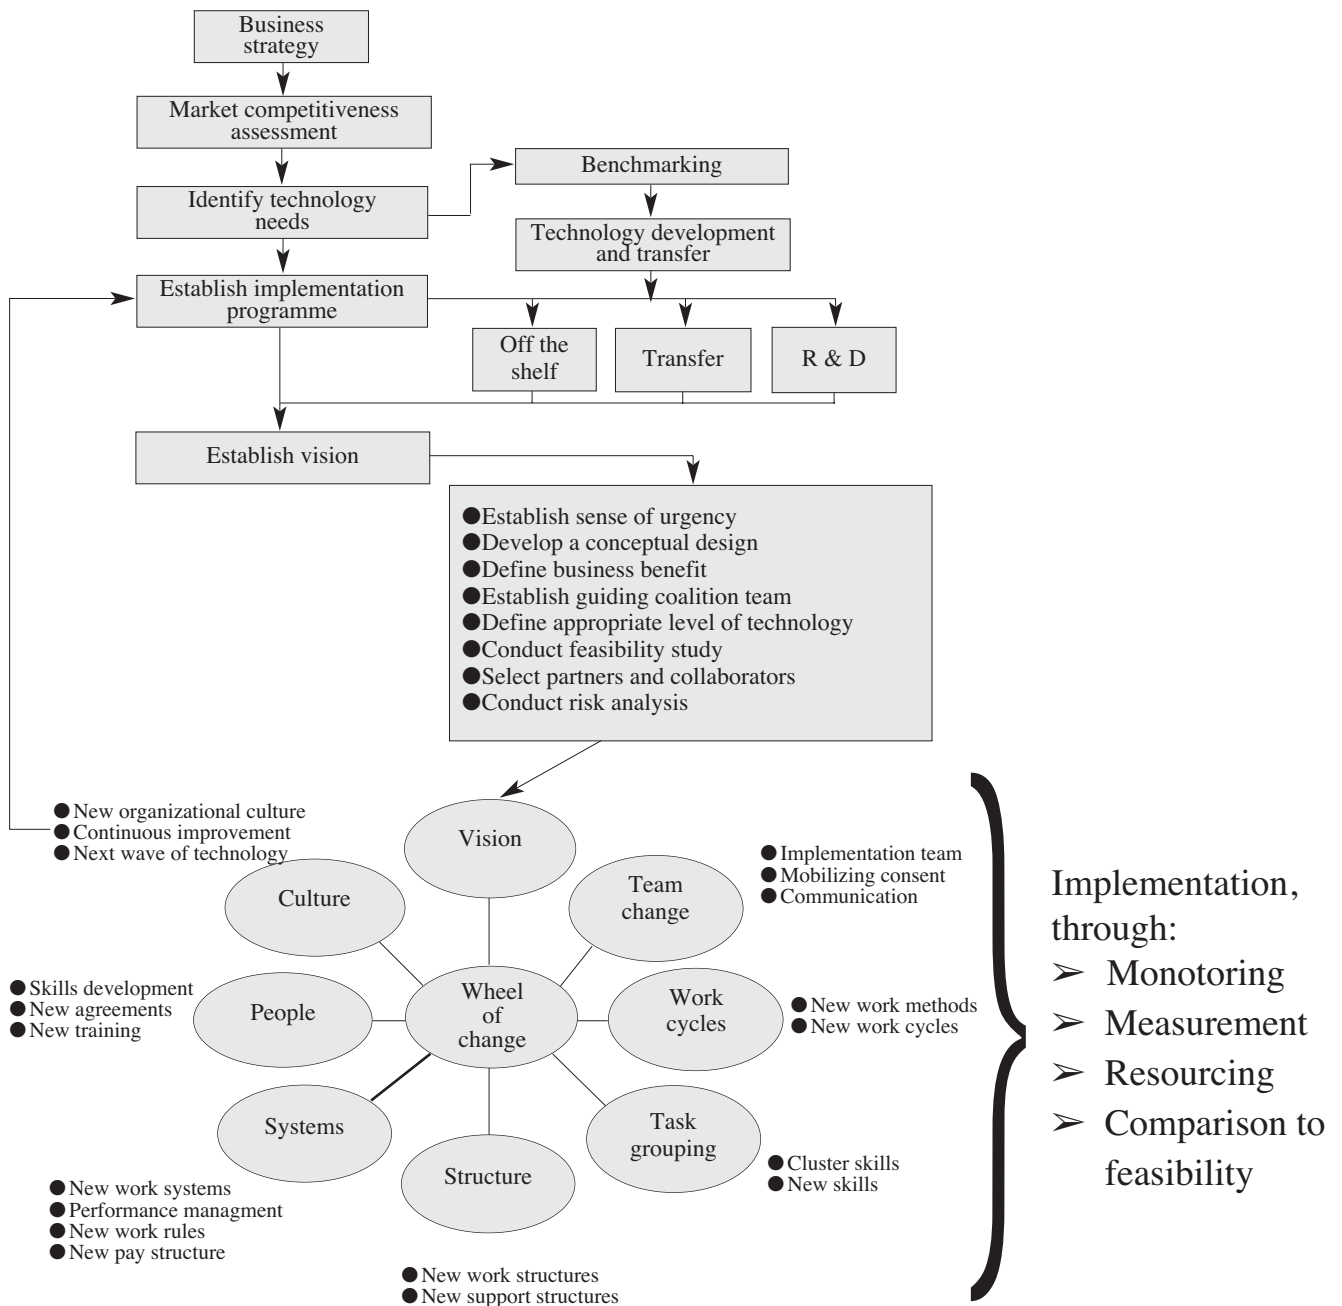 Business
strategy
Market competitiveness
assessment
Identify technology
needs
Benchmarking
Technology development
and transfer
Establish implementation
programme
Off the
shelf
Transfer
R & D
Establish vision
●Establish sense of urgency
●Develop a conceptual design
●Define business benefit
●Establish guiding coalition team
●Define appropriate level of technology
●Conduct feasibility study
●Select partners and collaborators
●Conduct risk analysis
● New organizational culture
● Continuous improvement
● Next wave of technology
Vision
Culture
Team
change
● Implementation team
● Mobilizing consent
● Communication
● Skills development
● New agreements
● New training
People
Wheel
of
change
Work
cycles
● New work methods
● New work cycles
Systems
Structure
Task
grouping
● Cluster skills
● New skills
● New work systems
● Performance managment
● New work rules
● New pay structure
● New work structures
● New support structures
Implementation,
through:
➢ Monotoring
➢ Measurement
➢ Resourcing
➢ Comparison to
feasibility